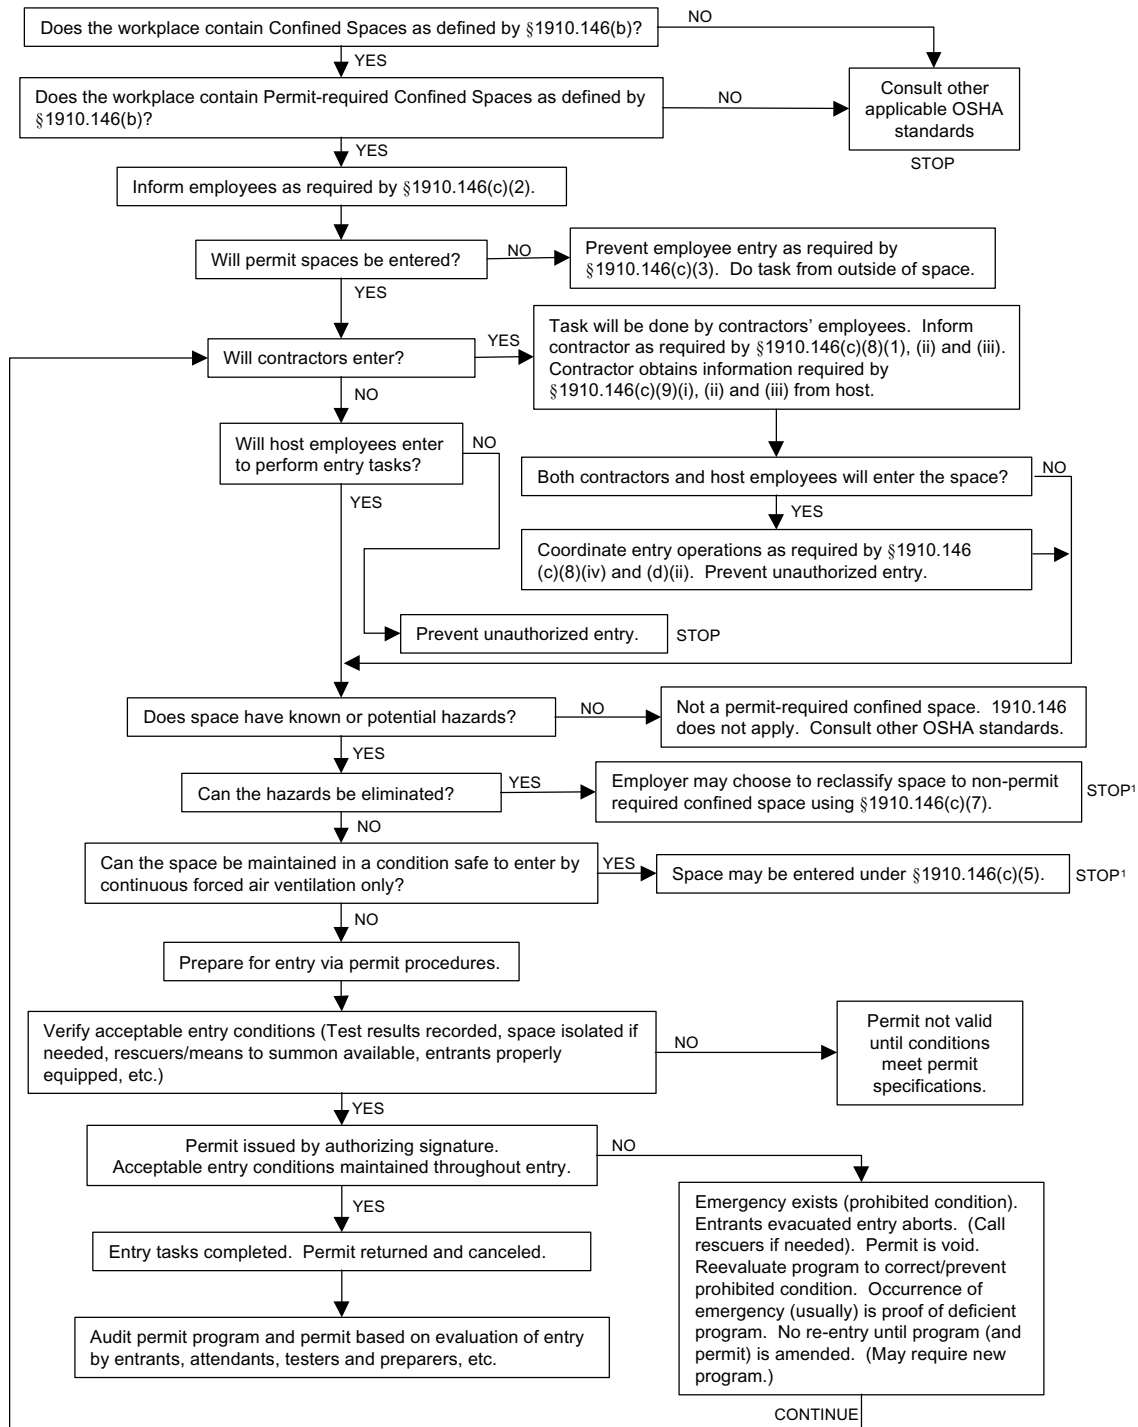 Does the workplace contain Confined Spaces as defined by §1910.146(b)?
NO
YES
Does the workplace contain Permit-required Confined Spaces as defined by
§1910.146(b)?
NO
Consult other
applicable OSHA
standards
STOP
YES
Inform employees as required by §1910.146(c)(2).
Will permit spaces be entered?
NO
Prevent employee entry as required by
§1910.146(c)(3). Do task from outside of space.
YES
Will contractors enter?
YES
Task will be done by contractors’ employees. Inform
contractor as required by §1910.146(c)(8)(1), (ii) and (iii).
Contractor obtains information required by
§1910.146(c)(9)(i), (ii) and (iii) from host.
NO
Will host employees enter
to perform entry tasks?
NO
YES
Both contractors and host employees will enter the space?
NO
YES
Coordinate entry operations as required by §1910.146
(c)(8)(iv) and (d)(ii). Prevent unauthorized entry.
Prevent unauthorized entry.
STOP
Does space have known or potential hazards?
NO
Not a permit-required confined space. 1910.146
does not apply. Consult other OSHA standards.
YES
Can the hazards be eliminated?
YES
Employer may choose to reclassify space to non-permit
required confined space using §1910.146(c)(7).
STOP¹
NO
Can the space be maintained in a condition safe to enter by
continuous forced air ventilation only?
YES
Space may be entered under §1910.146(c)(5).
STOP¹
NO
Prepare for entry via permit procedures.
Verify acceptable entry conditions (Test results recorded, space isolated if
needed, rescuers/means to summon available, entrants properly
equipped, etc.)
NO
Permit not valid
until conditions
meet permit
specifications.
YES
Permit issued by authorizing signature.
Acceptable entry conditions maintained throughout entry.
NO
YES
Emergency exists (prohibited condition).
Entrants evacuated entry aborts. (Call
rescuers if needed). Permit is void.
Reevaluate program to correct/prevent
prohibited condition. Occurrence of
emergency (usually) is proof of deficient
program. No re-entry until program (and
permit) is amended. (May require new
program.)
Entry tasks completed. Permit returned and canceled.
Audit permit program and permit based on evaluation of entry
by entrants, attendants, testers and preparers, etc.
CONTINUE